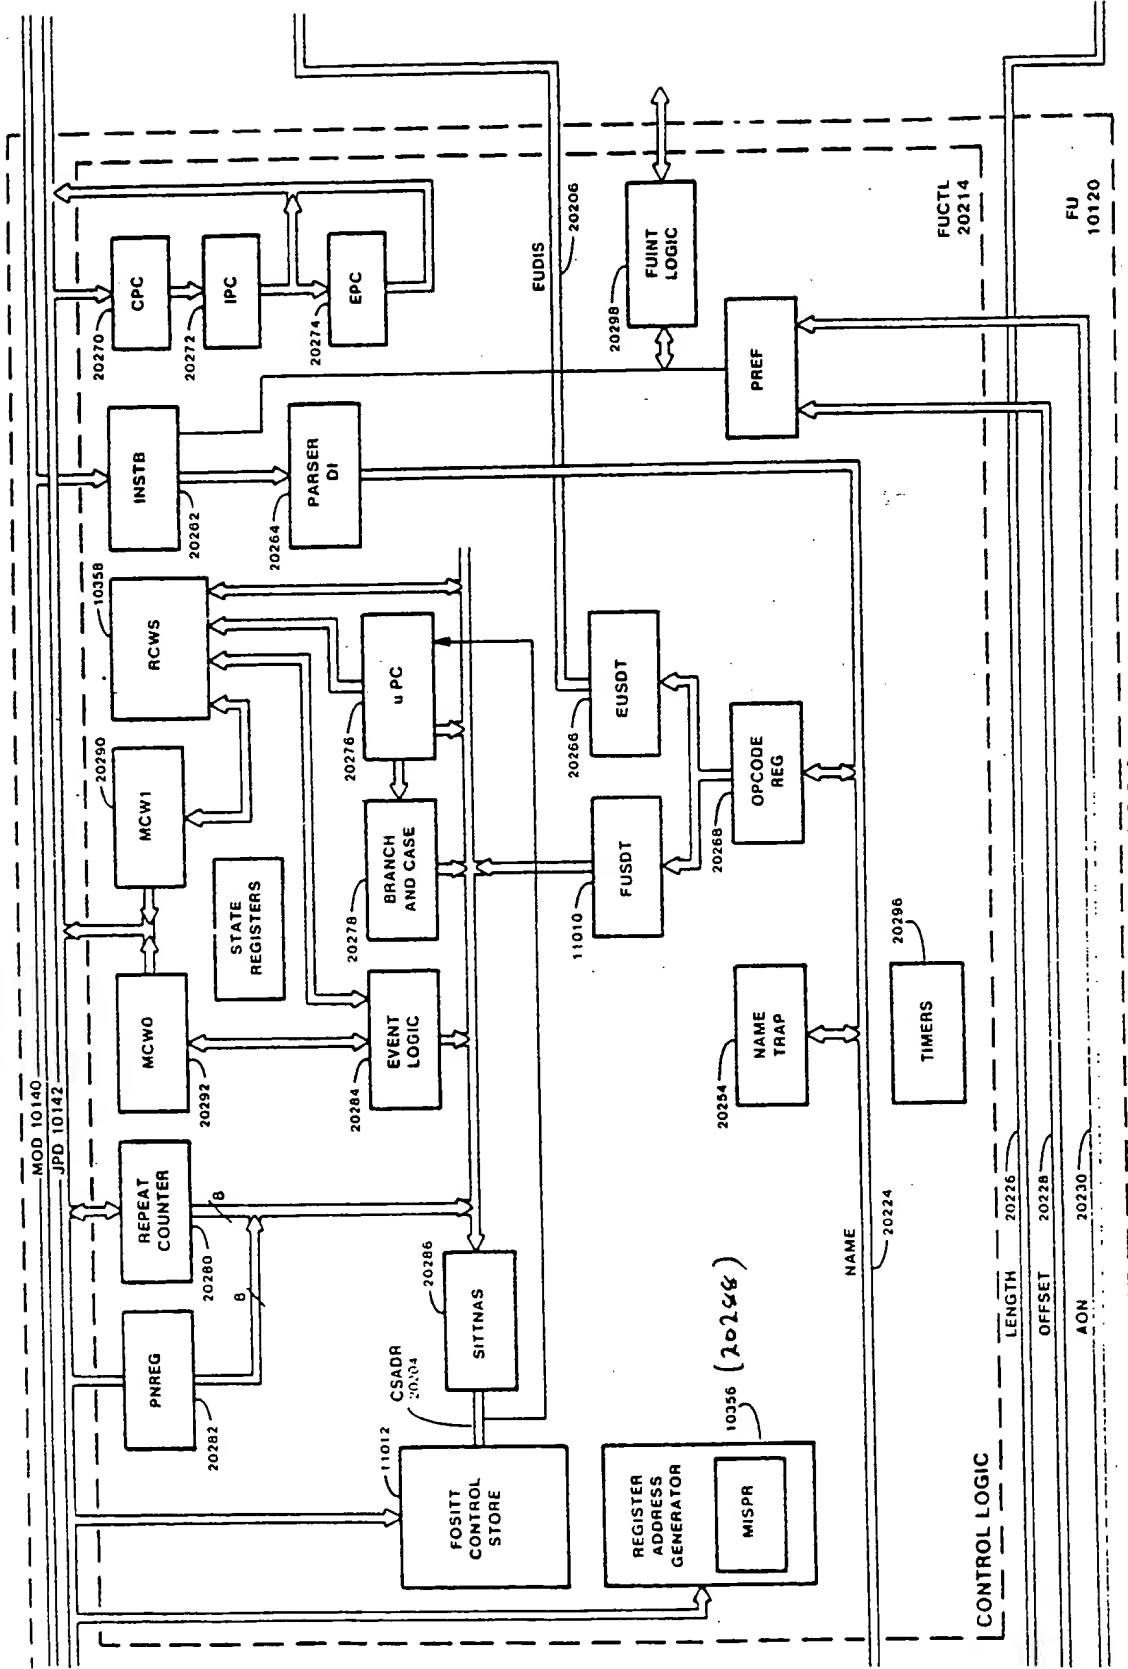 MOD 10140
JPD 10142
PNREG
20282
8
REPEAT
COUNTER
20280
8
MCW0
20292
MCW1
20290
STATE
REGISTERS
RCWS
10358
INSTB
20262
CPC
20270
IPC
20272
EPC
20274
PARSER
DI
20264
EVENT
LOGIC
20284
BRANCH
AND CASE
20278
u PC
20276
FOSITT
CONTROL
STORE
11012
CSADR
20204
SITTNAS
20286
EUDIS
20206
FUINT
LOGIC
20298
FUSDT
11010
EUSDT
20266
REGISTER
ADDRESS
GENERATOR
MISPR
10356
(20288)
NAME
TRAP
20254
OPCODE
REG
20268
PREF
TIMERS
20296
NAME
20224
CONTROL LOGIC
FUCTL
20214
LENGTH
20226
OFFSET
20228
AON
20230
FU
10120